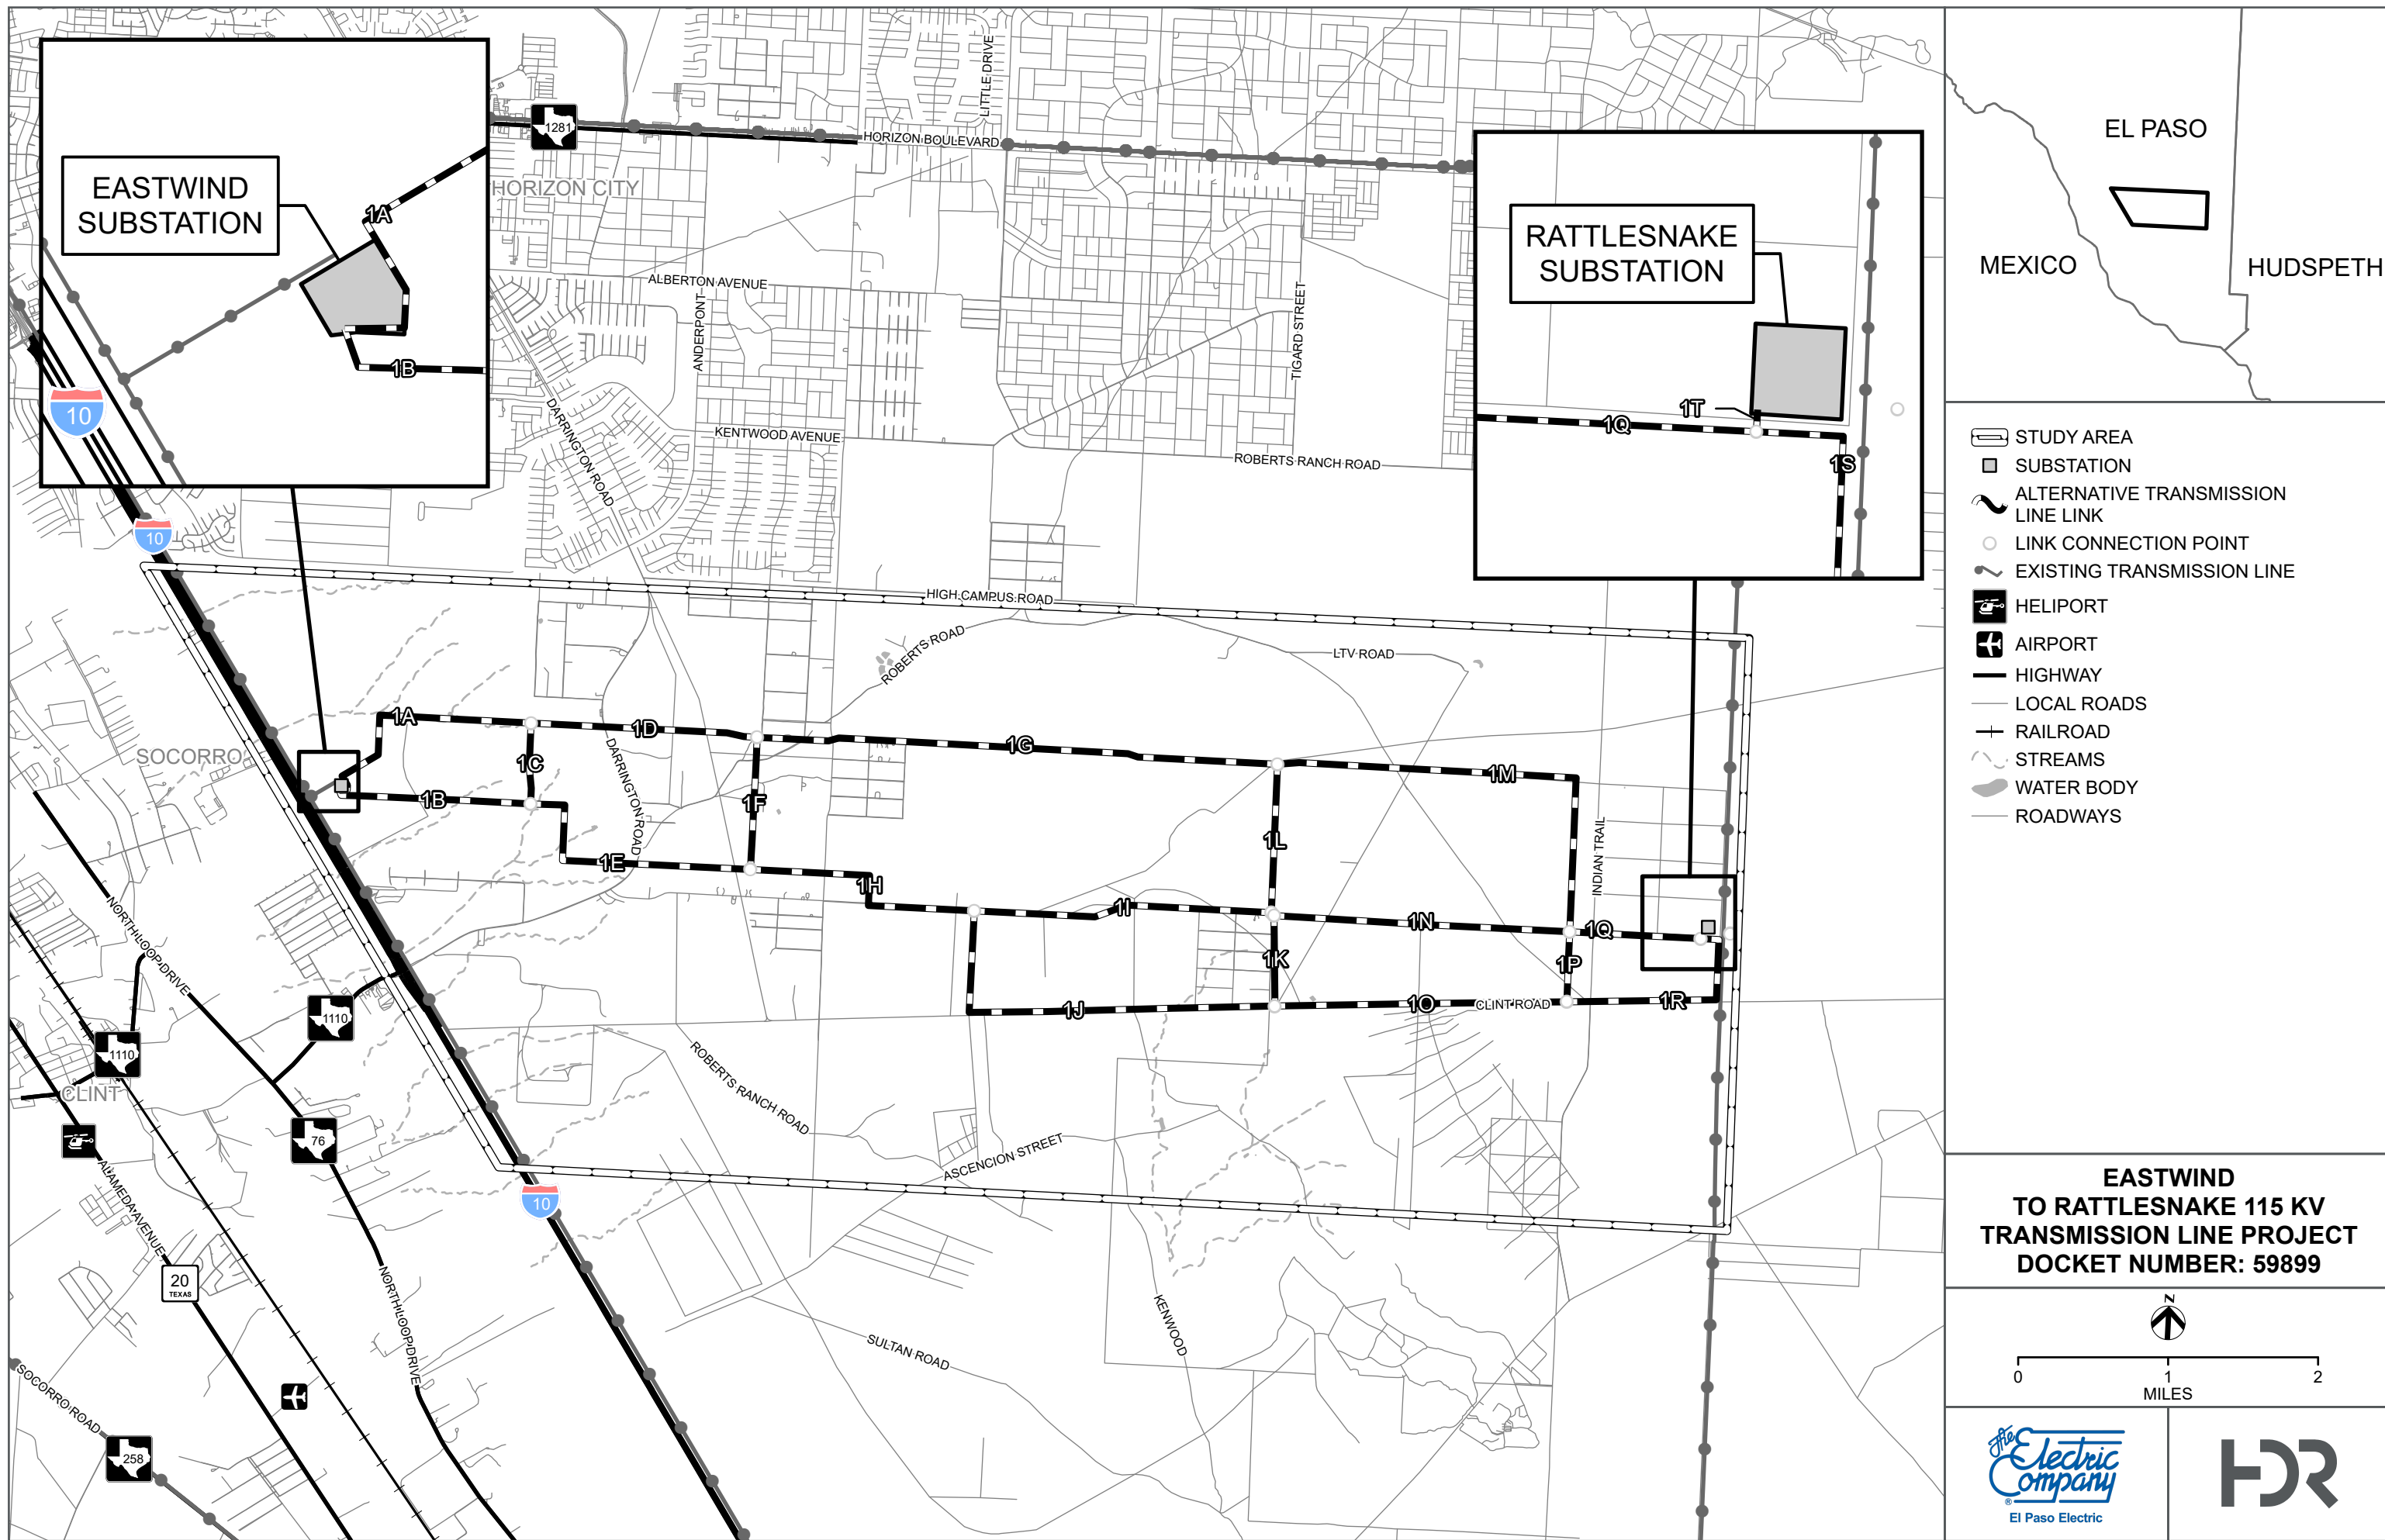 EASTWIND
SUBSTATION
1A
1B
10
1281
HORIZON BOULEVARD
LITTLE DRIVE
HORIZON CITY
ALBERTON AVENUE
ANDERPONT
DARRINGTON ROAD
KENTWOOD AVENUE
TIGARD STREET
ROBERTS RANCH ROAD
RATTLESNAKE
SUBSTATION
1T
1Q
1S
10
HIGH CAMPUS ROAD
ROBERTS ROAD
LTV ROAD
SOCORRO
1A
1D
1G
1M
1C
1B
1F
1E
DARRINGTON ROAD
1H
1L
1I
1N
1Q
INDIAN TRAIL
1K
1P
1J
1O
CLINT ROAD
1R
NORTH LOOP DRIVE
1110
1110
CLINT
76
ROBERTS RANCH ROAD
ASCENCION STREET
10
ALAMEDA AVENUE
20
TEXAS
NORTH LOOP DRIVE
SULTAN ROAD
KENWOOD
SOCORRO ROAD
258
EL PASO
MEXICO
HUDSPETH
STUDY AREA
SUBSTATION
ALTERNATIVE TRANSMISSION
LINE LINK
LINK CONNECTION POINT
EXISTING TRANSMISSION LINE
HELIPORT
AIRPORT
HIGHWAY
LOCAL ROADS
RAILROAD
STREAMS
WATER BODY
ROADWAYS
EASTWIND
TO RATTLESNAKE 115 KV
TRANSMISSION LINE PROJECT
DOCKET NUMBER: 59899
N
0 1 2
MILES
The
Electric
Company
®
El Paso Electric
HDR